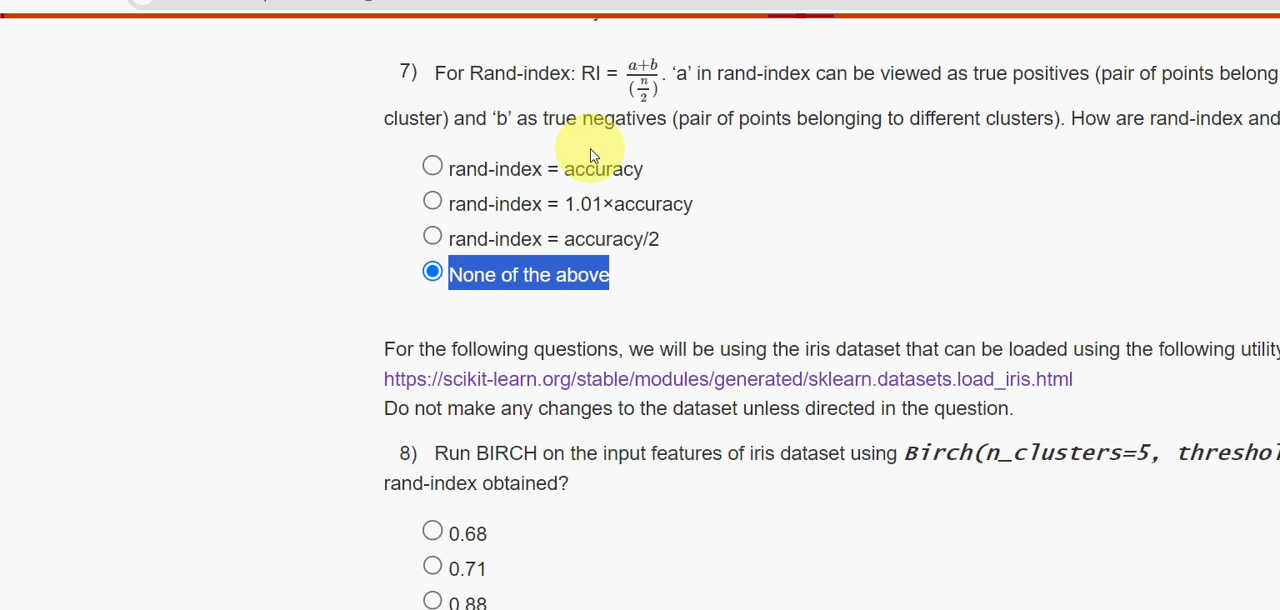 7) For Rand-index: RI = a+b / (n/2). ‘a’ in rand-index can be viewed as true positives (pair of points belong
cluster) and ‘b’ as true negatives (pair of points belonging to different clusters). How are rand-index and
rand-index = accuracy
rand-index = 1.01×accuracy
rand-index = accuracy/2
None of the above
For the following questions, we will be using the iris dataset that can be loaded using the following utility
https://scikit-learn.org/stable/modules/generated/sklearn.datasets.load_iris.html
Do not make any changes to the dataset unless directed in the question.
8) Run BIRCH on the input features of iris dataset using Birch(n_clusters=5, threshol
rand-index obtained?
0.68
0.71
0.88